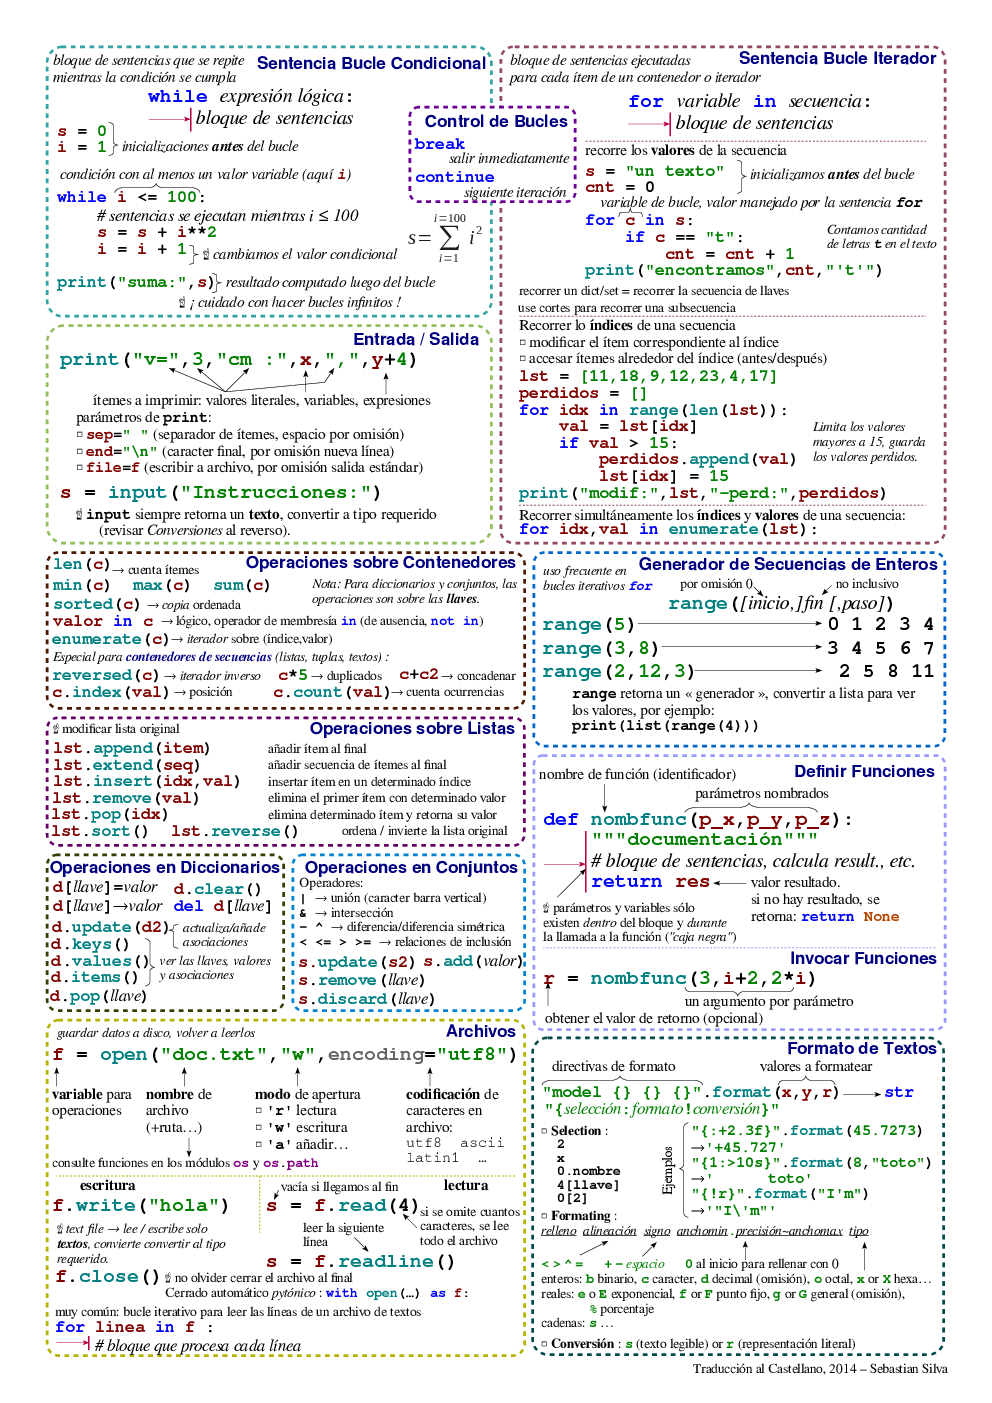 bloque de sentencias que se repite
mientras la condición se cumpla
Sentencia Bucle Condicional
while expresión lógica:
bloque de sentencias
s = 0
i = 1
inicializaciones antes del bucle
condición con al menos un valor variable (aquí i)
while i <= 100:
# sentencias se ejecutan mientras i ≤ 100
s = s + i**2
i = i + 1
☝ cambiamos el valor condicional
print("suma:",s)
resultado computado luego del bucle
☝ ¡ cuidado con hacer bucles infinitos !
i=100
s= ∑ i²
i=1
Control de Bucles
break
salir inmediatamente
continue
siguiente iteración
bloque de sentencias ejecutadas
para cada ítem de un contenedor o iterador
Sentencia Bucle Iterador
for variable in secuencia:
bloque de sentencias
recorre los valores de la secuencia
s = "un texto"
cnt = 0
inicializamos antes del bucle
variable de bucle, valor manejado por la sentencia for
for c in s:
if c == "t":
cnt = cnt + 1
print("encontramos",cnt,"'t'")
Contamos cantidad
de letras t en el texto
recorrer un dict/set = recorrer la secuencia de llaves
use cortes para recorrer una subsecuencia
Recorrer lo índices de una secuencia
□ modificar el ítem correspondiente al índice
□ accesar ítemes alrededor del índice (antes/después)
lst = [11,18,9,12,23,4,17]
perdidos = []
for idx in range(len(lst)):
val = lst[idx]
if val > 15:
perdidos.append(val)
lst[idx] = 15
print("modif:",lst,"-perd:",perdidos)
Limita los valores
mayores a 15, guarda
los valores perdidos.
Recorrer simultáneamente los índices y valores de una secuencia:
for idx,val in enumerate(lst):
Entrada / Salida
print("v=",3,"cm :",x,",",y+4)
ítemes a imprimir: valores literales, variables, expresiones
parámetros de print:
□ sep=" " (separador de ítemes, espacio por omisión)
□ end="\n" (caracter final, por omisión nueva línea)
□ file=f (escribir a archivo, por omisión salida estándar)
s = input("Instrucciones:")
☝ input siempre retorna un texto, convertir a tipo requerido
(revisar Conversiones al reverso).
Operaciones sobre Contenedores
len(c)→ cuenta ítemes
min(c) max(c) sum(c)
Nota: Para diccionarios y conjuntos, las
operaciones son sobre las llaves.
sorted(c) → copia ordenada
valor in c → lógico, operador de membresía in (de ausencia, not in)
enumerate(c)→ iterador sobre (índice,valor)
Especial para contenedores de secuencias (listas, tuplas, textos) :
reversed(c)→ iterador inverso c*5→ duplicados c+c2→ concadenar
c.index(val)→ posición c.count(val)→ cuenta ocurrencias
Generador de Secuencias de Enteros
uso frecuente en
bucles iterativos for
por omisión 0
no inclusivo
range([inicio,]fin [,paso])
range(5) → 0 1 2 3 4
range(3,8) → 3 4 5 6 7
range(2,12,3) → 2 5 8 11
range retorna un « generador », convertir a lista para ver
los valores, por ejemplo:
print(list(range(4)))
Operaciones sobre Listas
☝ modificar lista original
lst.append(item) añadir ítem al final
lst.extend(seq) añadir secuencia de ítemes al final
lst.insert(idx,val) insertar ítem en un determinado índice
lst.remove(val) elimina el primer ítem con determinado valor
lst.pop(idx) elimina determinado ítem y retorna su valor
lst.sort() lst.reverse() ordena / invierte la lista original
Definir Funciones
nombre de función (identificador)
parámetros nombrados
def nombfunc(p_x,p_y,p_z):
"""documentación"""
# bloque de sentencias, calcula result., etc.
return res
valor resultado.
si no hay resultado, se
retorna: return None
☝ parámetros y variables sólo
existen dentro del bloque y durante
la llamada a la función ("caja negra")
Invocar Funciones
r = nombfunc(3,i+2,2*i)
un argumento por parámetro
obtener el valor de retorno (opcional)
Operaciones en Diccionarios
d[llave]=valor d.clear()
d[llave]→valor del d[llave]
d.update(d2)
actualiza/añade
asociaciones
d.keys()
d.values()
d.items()
ver las llaves, valores
y asociaciones
d.pop(llave)
Operaciones en Conjuntos
Operadores:
| → unión (caracter barra vertical)
& → intersección
- ^ → diferencia/diferencia simétrica
< <= > >= → relaciones de inclusión
s.update(s2) s.add(valor)
s.remove(llave)
s.discard(llave)
Archivos
guardar datos a disco, volver a leerlos
f = open("doc.txt","w",encoding="utf8")
variable para
operaciones
nombre de
archivo
(+ruta…)
modo de apertura
□ 'r' lectura
□ 'w' escritura
□ 'a' añadir…
codificación de
caracteres en
archivo:
utf8 ascii
latin1 …
consulte funciones en los módulos os y os.path
escritura
f.write("hola")
☝ text file → lee / escribe solo
textos, convierte convertir al tipo
requerido.
vacía si llegamos al fin
lectura
s = f.read(4)
si se omite cuantos
caracteres, se lee
todo el archivo
leer la siguiente
línea
s = f.readline()
f.close() ☝ no olvider cerrar el archivo al final
Cerrado automático pytónico : with open(…) as f:
muy común: bucle iterativo para leer las líneas de un archivo de textos
for linea in f :
# bloque que procesa cada línea
Formato de Textos
directivas de formato
valores a formatear
"model {} {} {}".format(x,y,r) → str
"{selección:formato!conversión}"
□ Selection :
2
x
0.nombre
4[llave]
0[2]
Ejemplos
"{:+2.3f}".format(45.7273)
→'+45.727'
"{1:>10s}".format(8,"toto")
→'      toto'
"{!r}".format("I'm")
→'"I\'m"'
□ Formating :
relleno alineación signo anchomin.precisión~anchomax tipo
< > ^ = + - espacio 0 al inicio para rellenar con 0
enteros: b binario, c caracter, d decimal (omisión), o octal, x or X hexa…
reales: e o E exponencial, f or F punto fijo, g or G general (omisión),
% porcentaje
cadenas: s …
□ Conversión : s (texto legible) or r (representación literal)
Traducción al Castellano, 2014 – Sebastian Silva